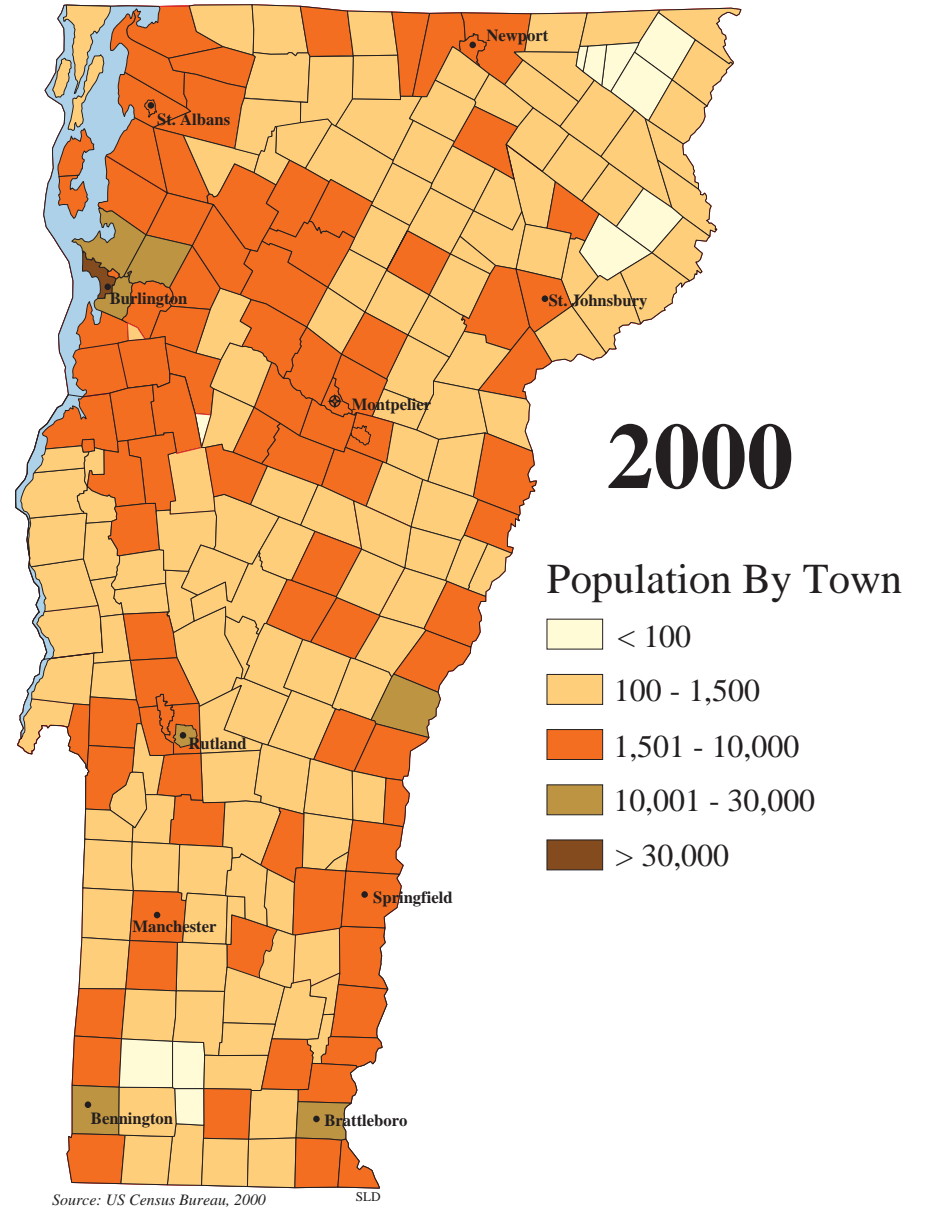 Newport
St. Albans
Burlington
St. Johnsbury
Montpelier
2000
Population By Town
< 100
100 - 1,500
1,501 - 10,000
10,001 - 30,000
> 30,000
Rutland
Springfield
Manchester
Bennington
Brattleboro
Source: US Census Bureau, 2000
SLD